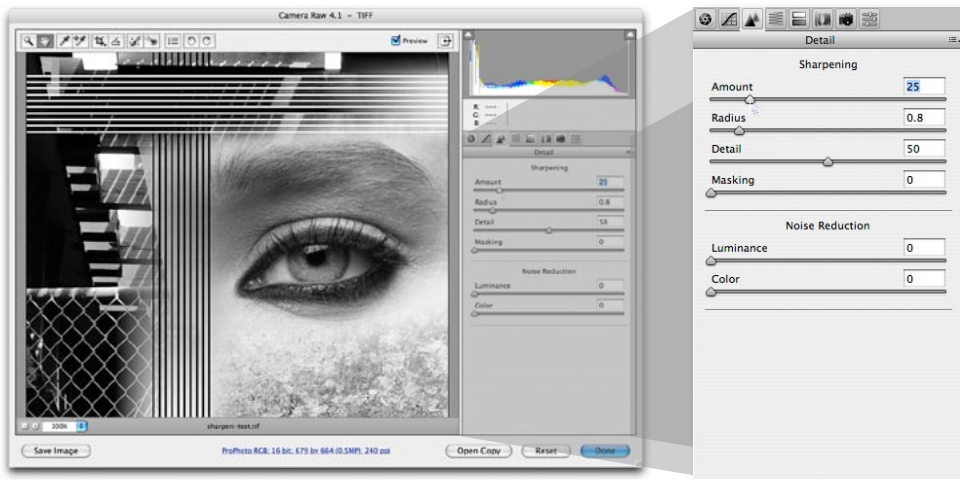 Camera Raw 4.1 – TIFF
Preview
R: ---
G: ---
B: ---
Detail
Sharpening
Amount 25
Radius 0.8
Detail 50
Masking 0
Noise Reduction
Luminance 0
Color 0
100%
sharpen-test.tif
Save Image
ProPhoto RGB; 16 bit; 679 by 664 (0.5MP); 240 ppi
Open Copy
Reset
Done
Detail
Sharpening
Amount 25
Radius 0.8
Detail 50
Masking 0
Noise Reduction
Luminance 0
Color 0